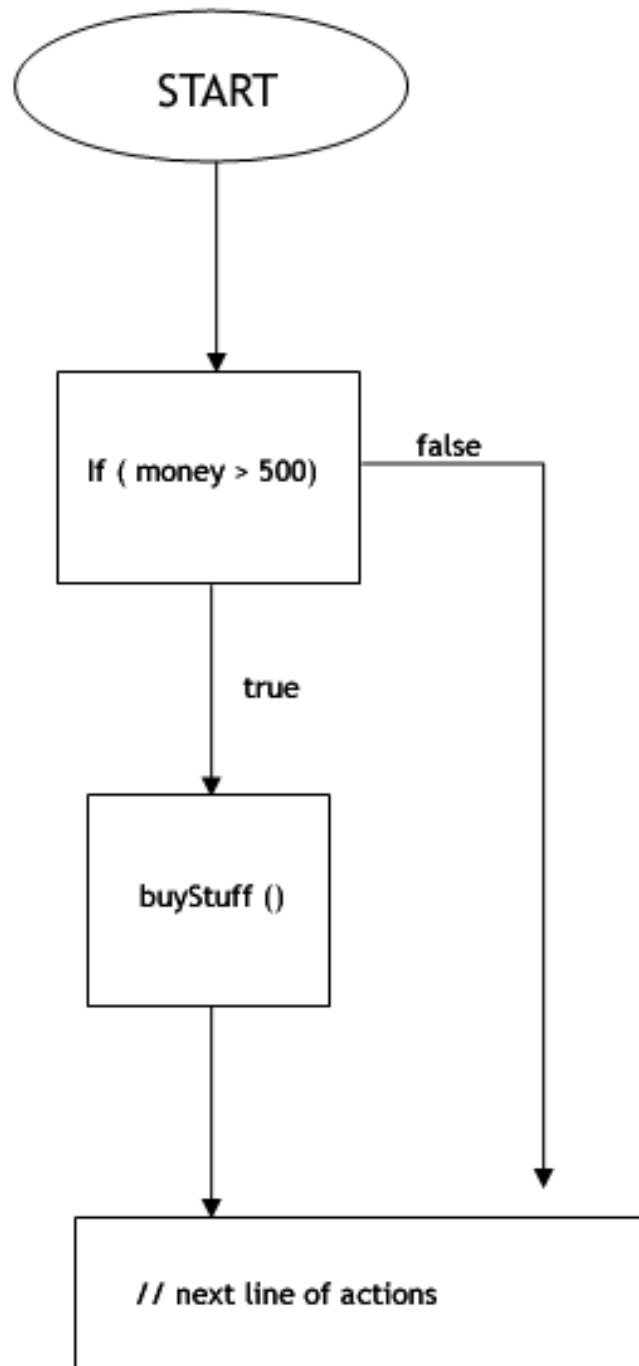 START
If ( money > 500)
false
true
buyStuff ()
// next line of actions